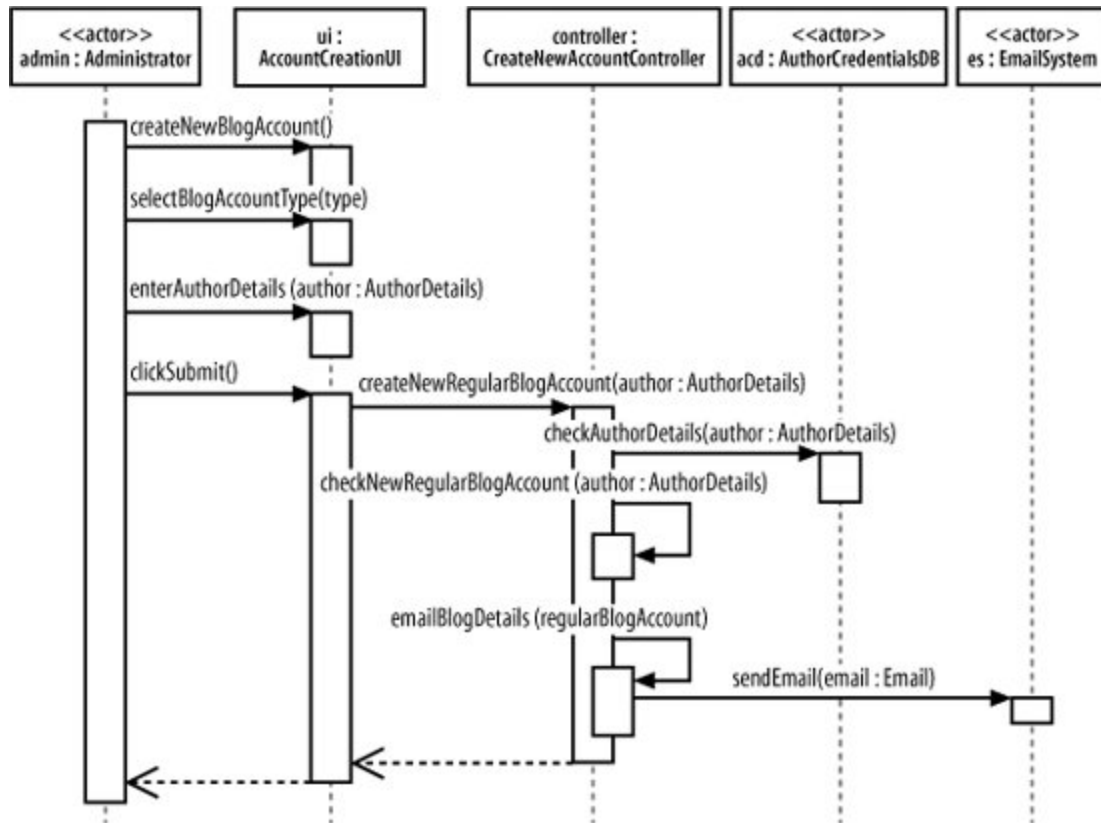 <<actor>>
admin : Administrator
ui :
AccountCreationUI
controller :
CreateNewAccountController
<<actor>>
acd : AuthorCredentialsDB
<<actor>>
es : EmailSystem
createNewBlogAccount()
selectBlogAccountType(type)
enterAuthorDetails (author : AuthorDetails)
clickSubmit()
createNewRegularBlogAccount(author : AuthorDetails)
checkAuthorDetails(author : AuthorDetails)
checkNewRegularBlogAccount (author : AuthorDetails)
emailBlogDetails (regularBlogAccount)
sendEmail(email : Email)